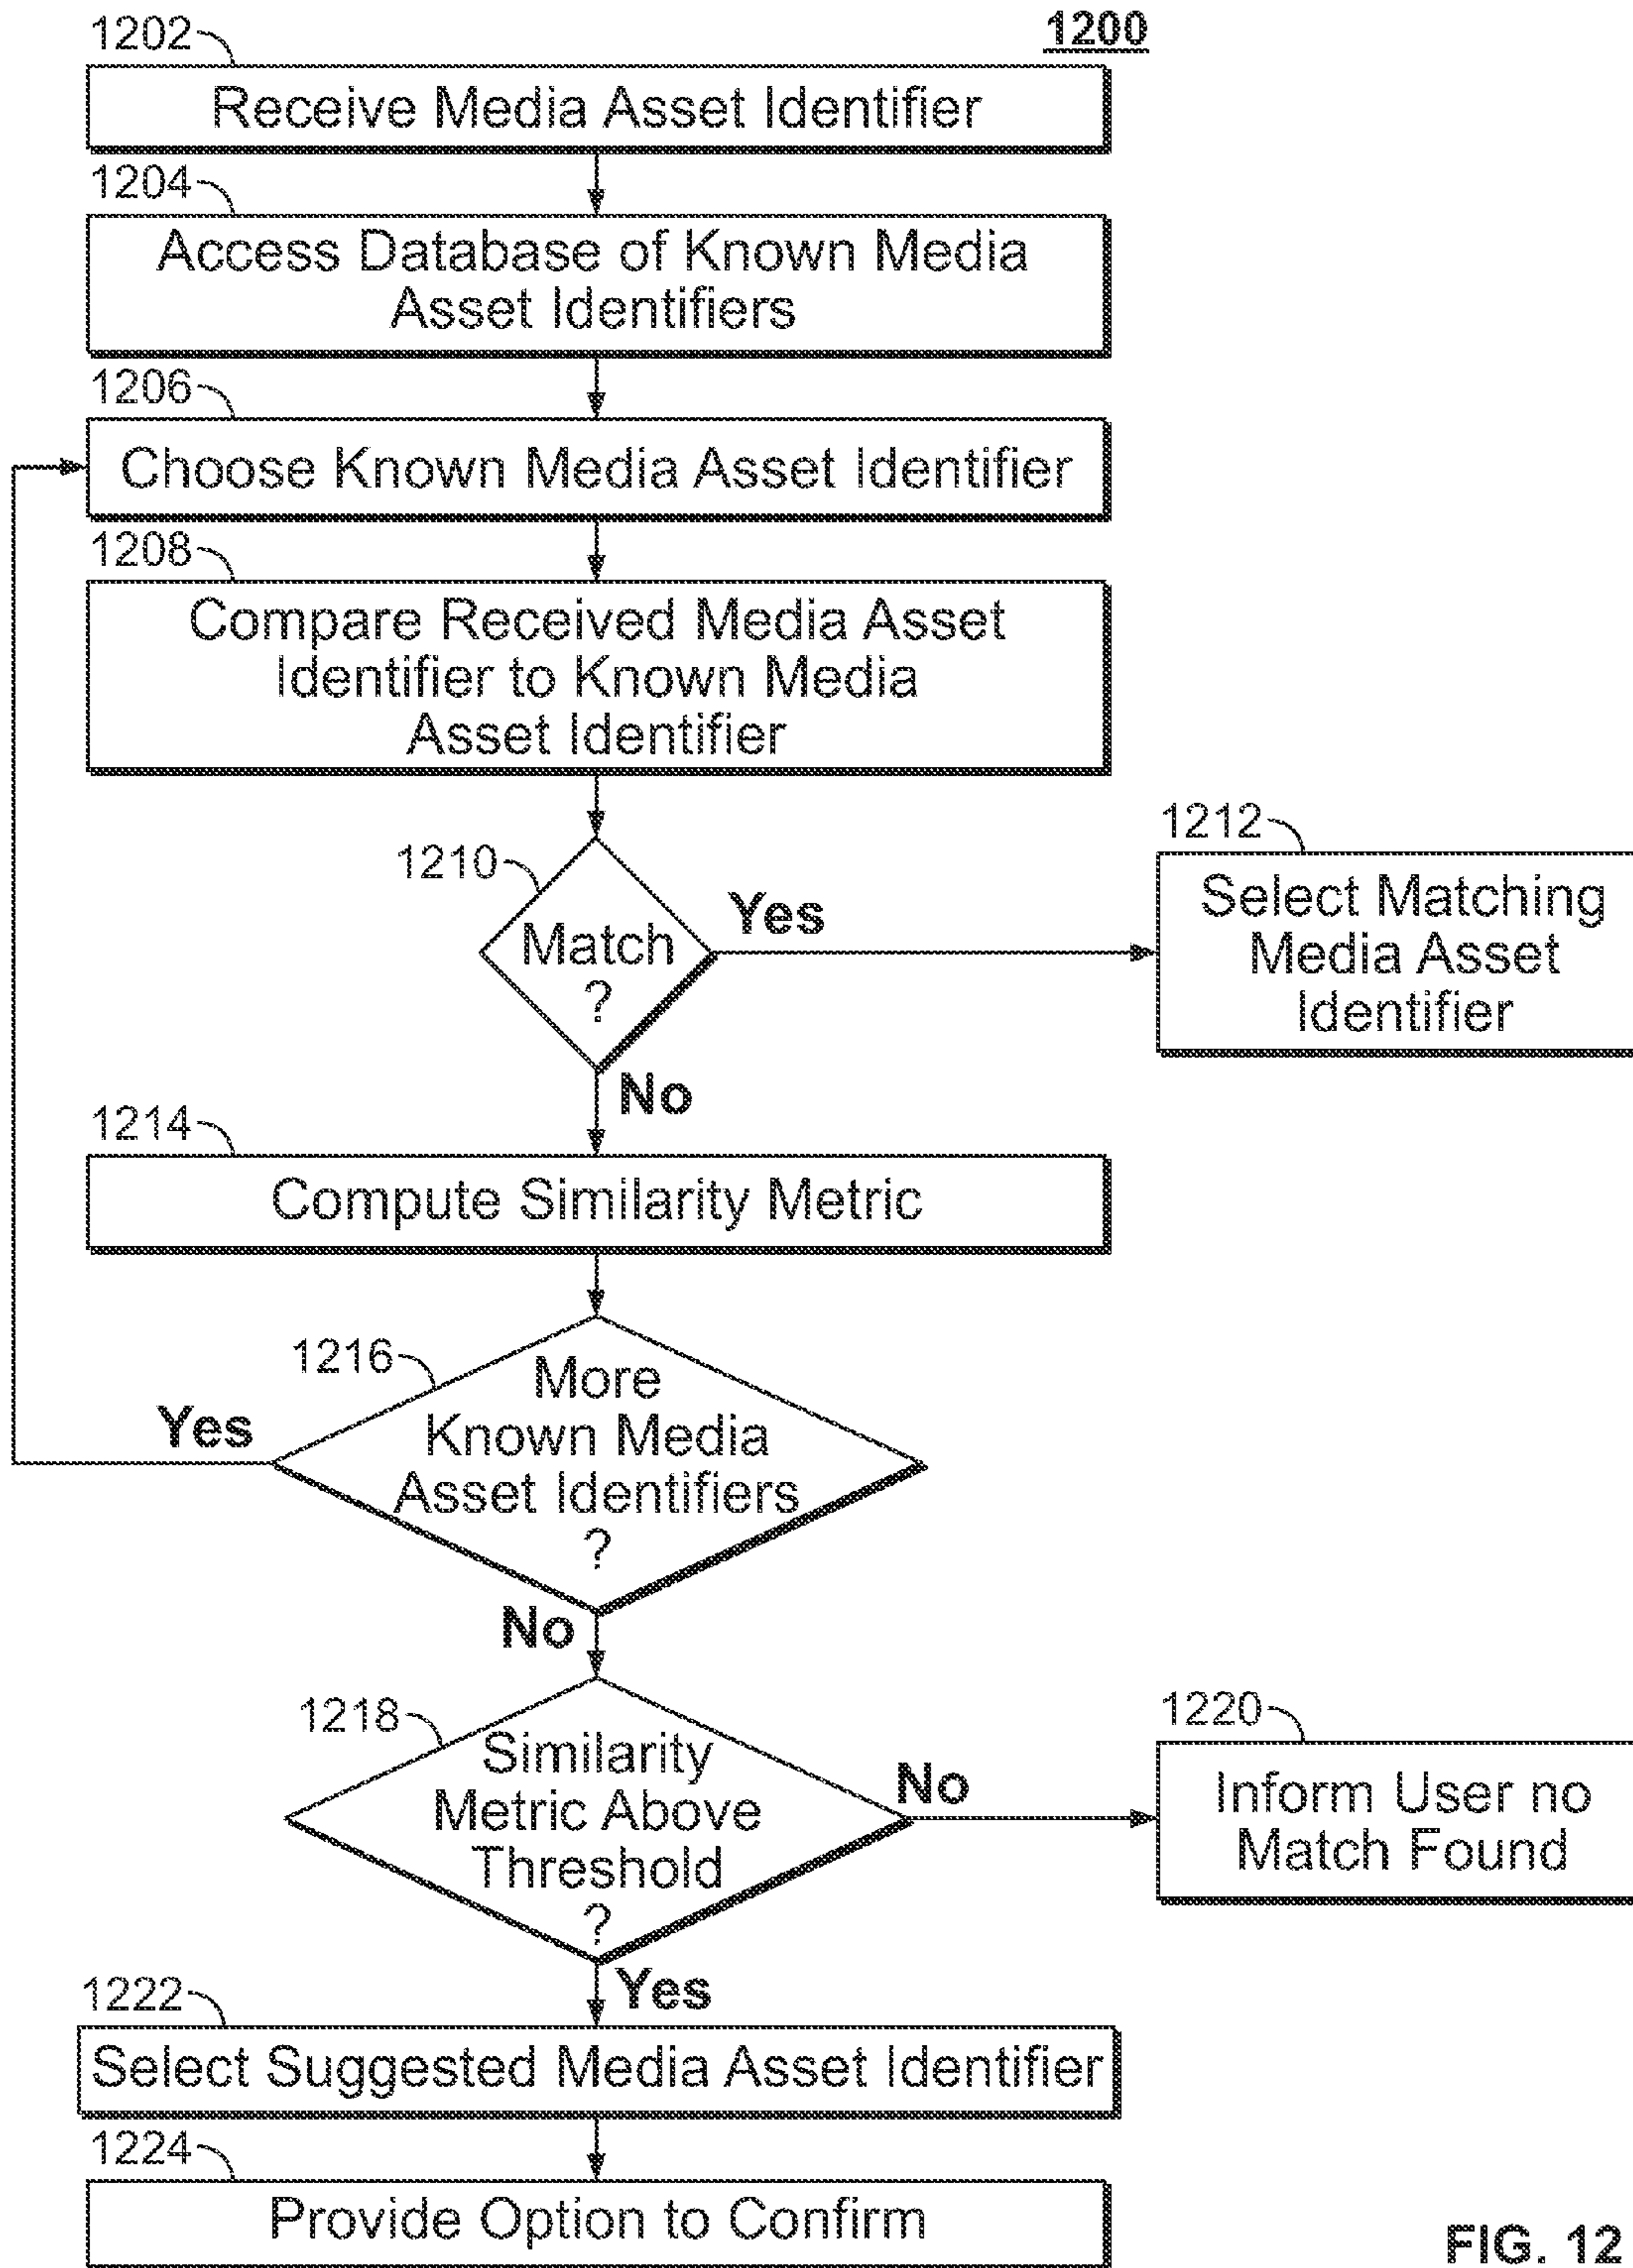 1200
1202
Receive Media Asset Identifier
1204
Access Database of Known Media
Asset Identifiers
1206
Choose Known Media Asset Identifier
1208
Compare Received Media Asset
Identifier to Known Media
Asset Identifier
1210
Match
?
Yes
1212
Select Matching
Media Asset
Identifier
No
1214
Compute Similarity Metric
1216
More
Known Media
Asset Identifiers
?
Yes
No
1218
Similarity
Metric Above
Threshold
?
No
1220
Inform User no
Match Found
Yes
1222
Select Suggested Media Asset Identifier
1224
Provide Option to Confirm
FIG. 12